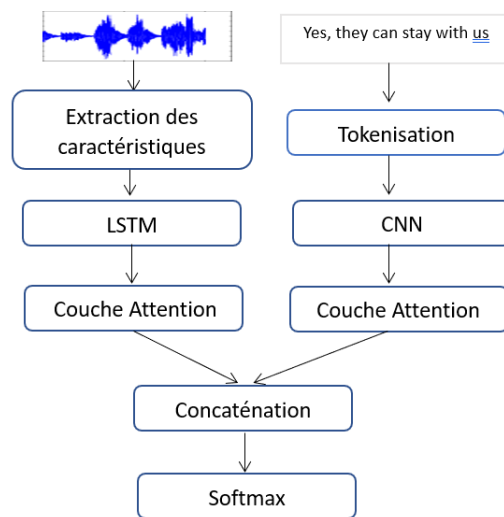 Yes, they can stay with us
Extraction des
caractéristiques
Tokenisation
LSTM
CNN
Couche Attention
Couche Attention
Concaténation
Softmax